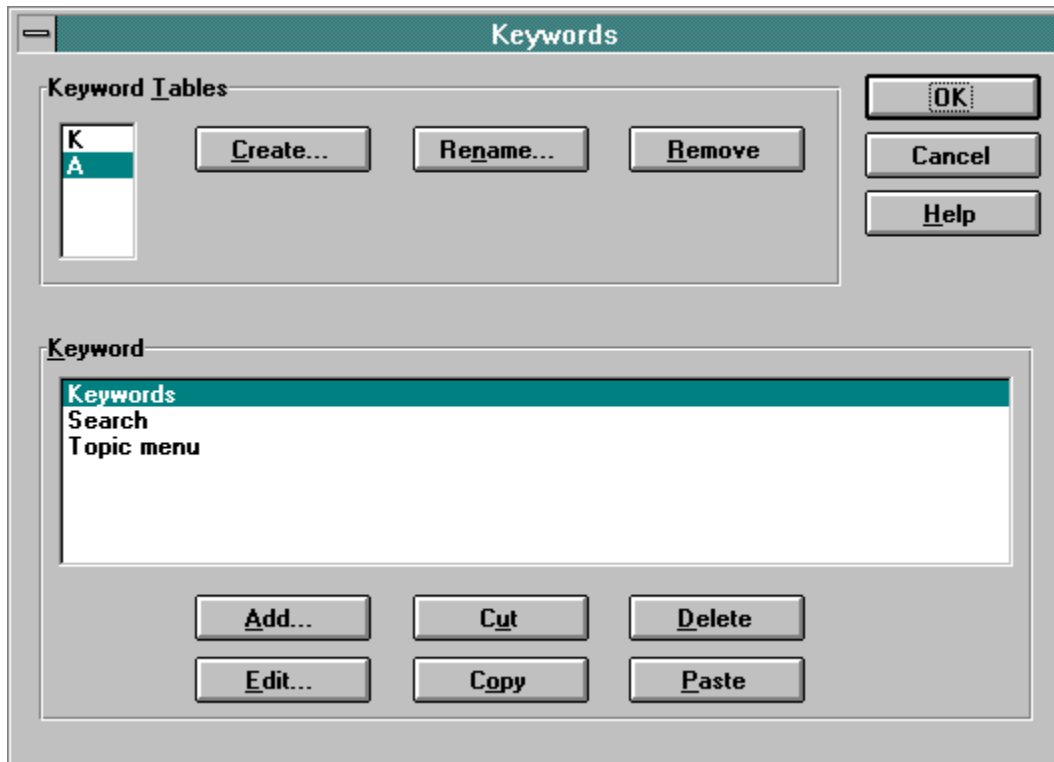 Keywords
Keyword Tables
K
A
Create... Rename... Remove
OK
Cancel
Help
Keyword
Keywords
Search
Topic menu
Add... Cut Delete
Edit... Copy Paste